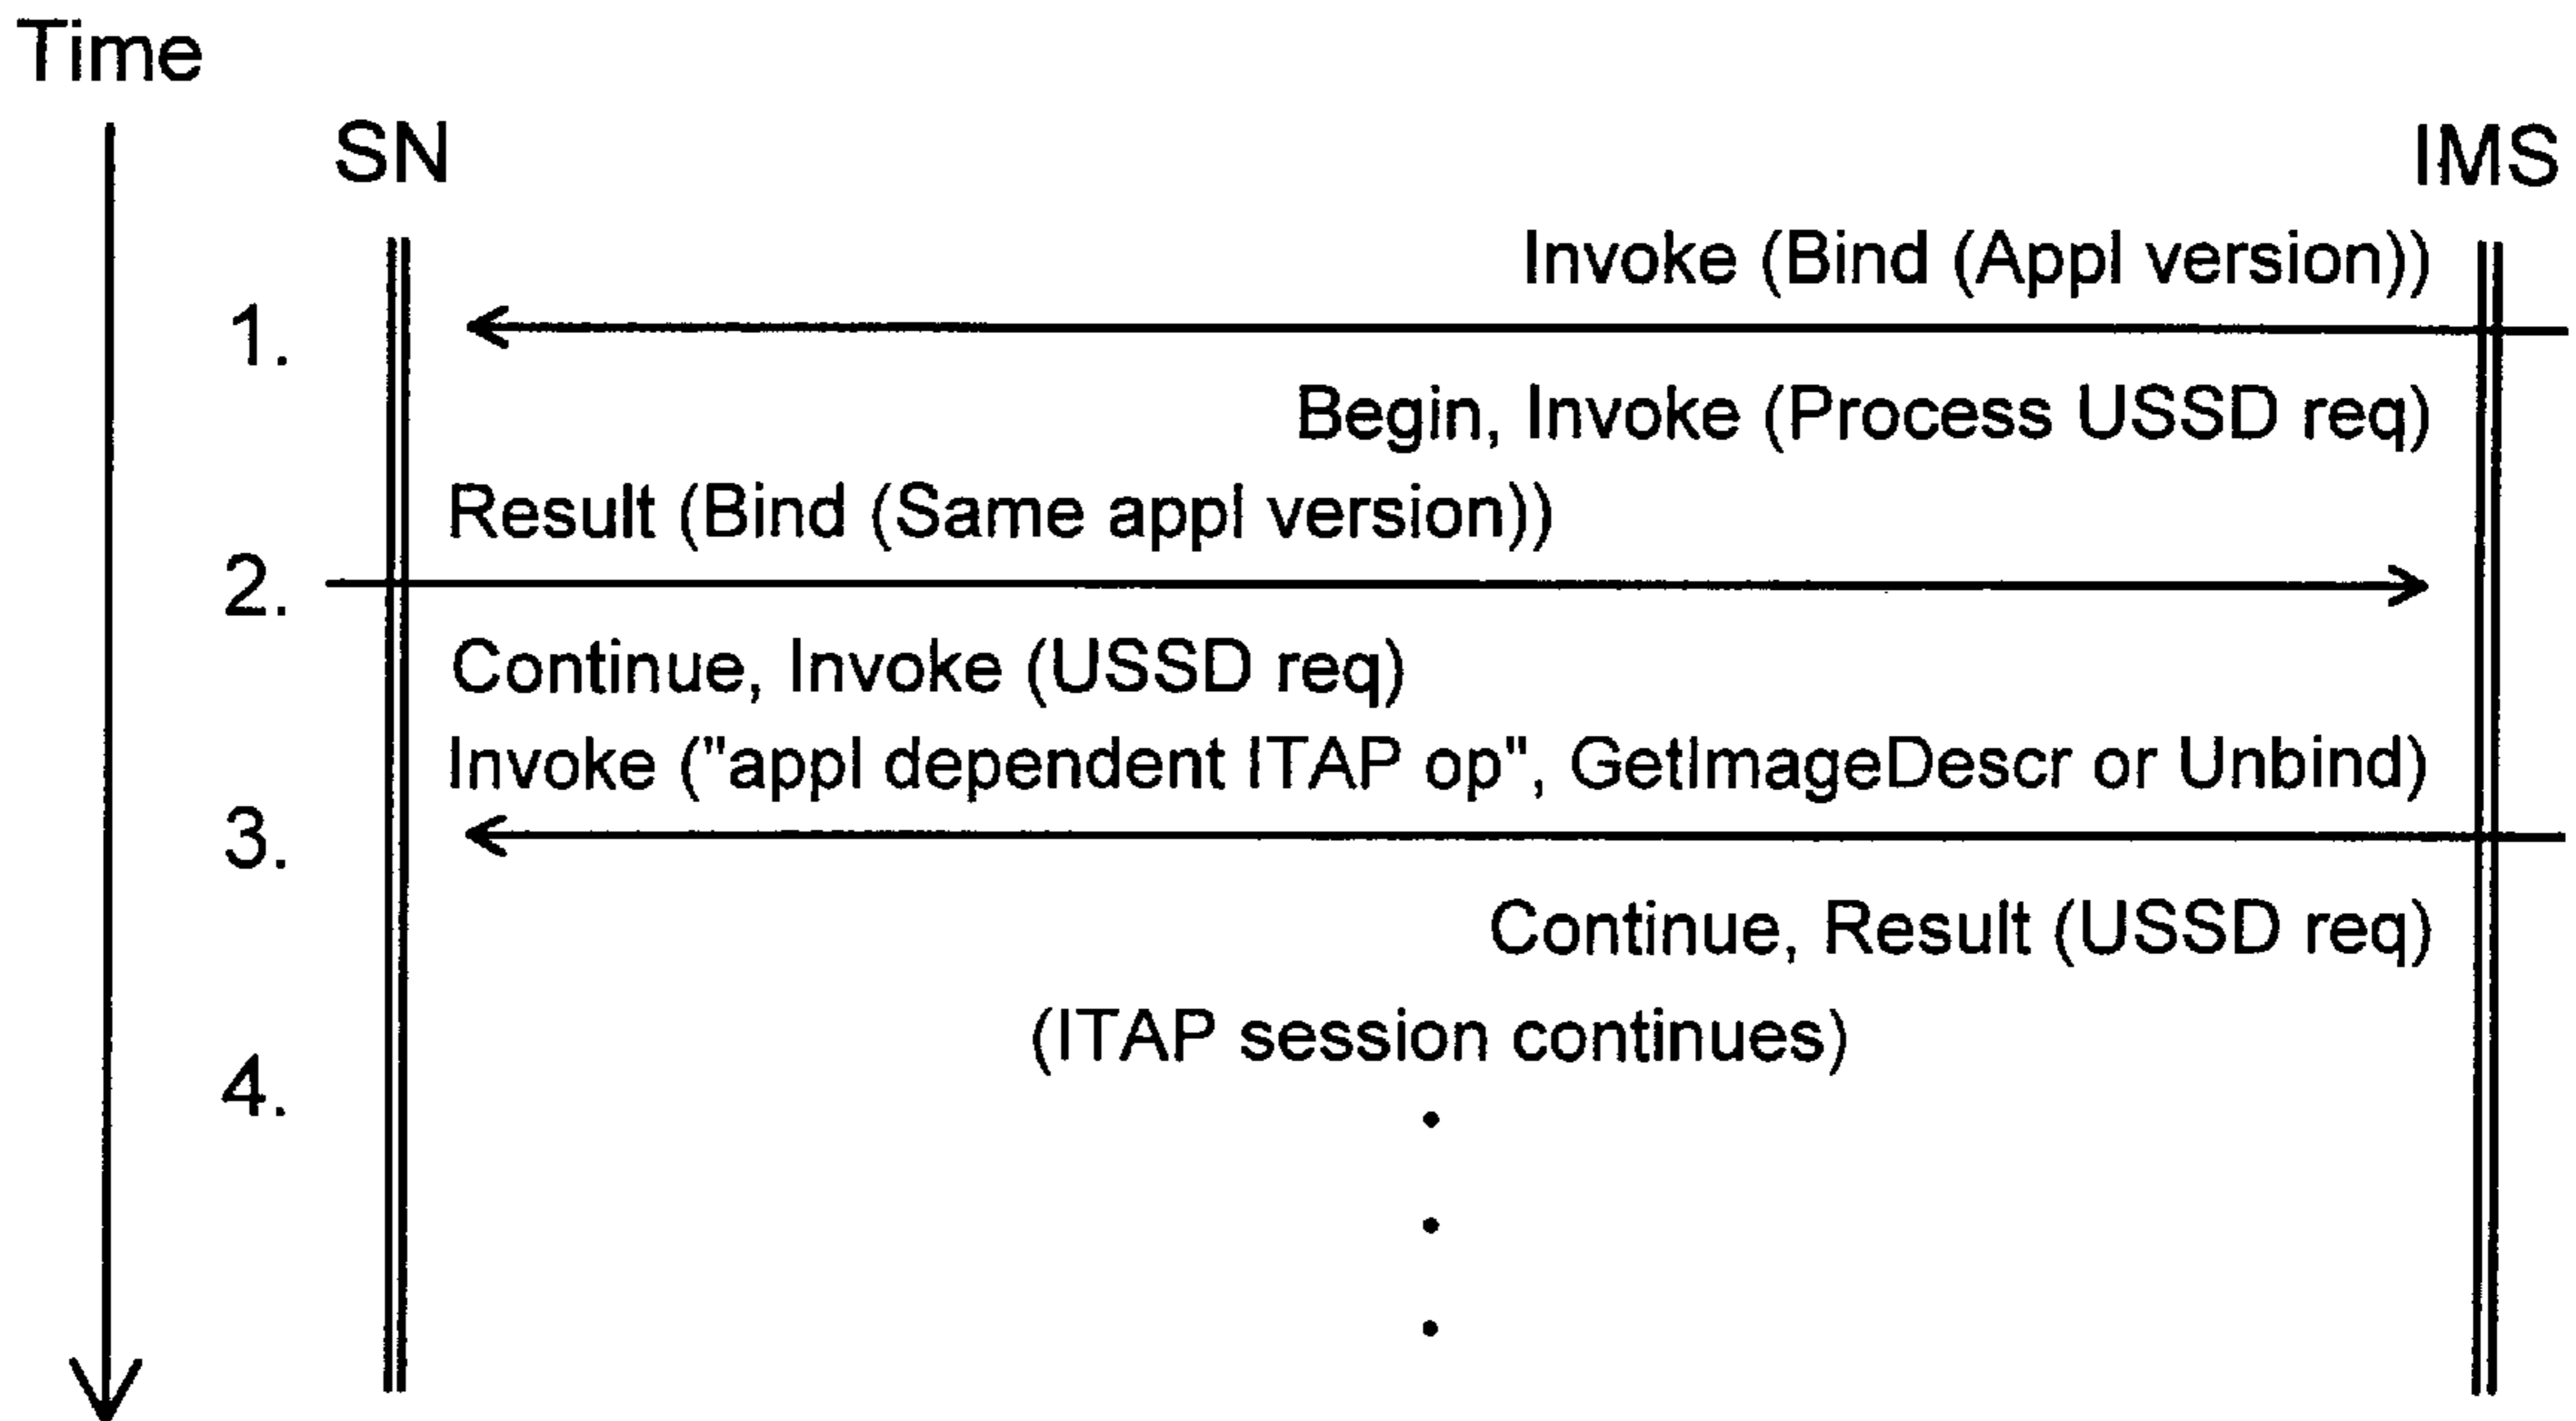 Time
SN
IMS
Invoke (Bind (Appl version))
1.
Begin, Invoke (Process USSD req)
Result (Bind (Same appl version))
2.
Continue, Invoke (USSD req)
Invoke ("appl dependent ITAP op", GetImageDescr or Unbind)
3.
Continue, Result (USSD req)
(ITAP session continues)
4.